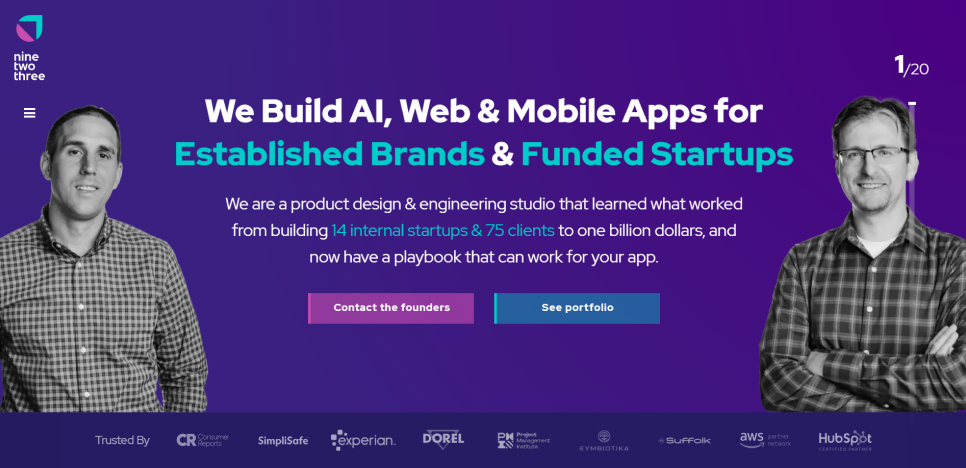 nine
two
three
1/20
We Build AI, Web & Mobile Apps for
Established Brands & Funded Startups
We are a product design & engineering studio that learned what worked
from building 14 internal startups & 75 clients to one billion dollars, and
now have a playbook that can work for your app.
Contact the founders
See portfolio
Trusted By
CR Consumer Reports
SimpliSafe
experian.
DOREL
PM Project Management Institute
SYMBIOTIKA
Suffolk
aws partner network
HubSpot
CERTIFIED PARTNER